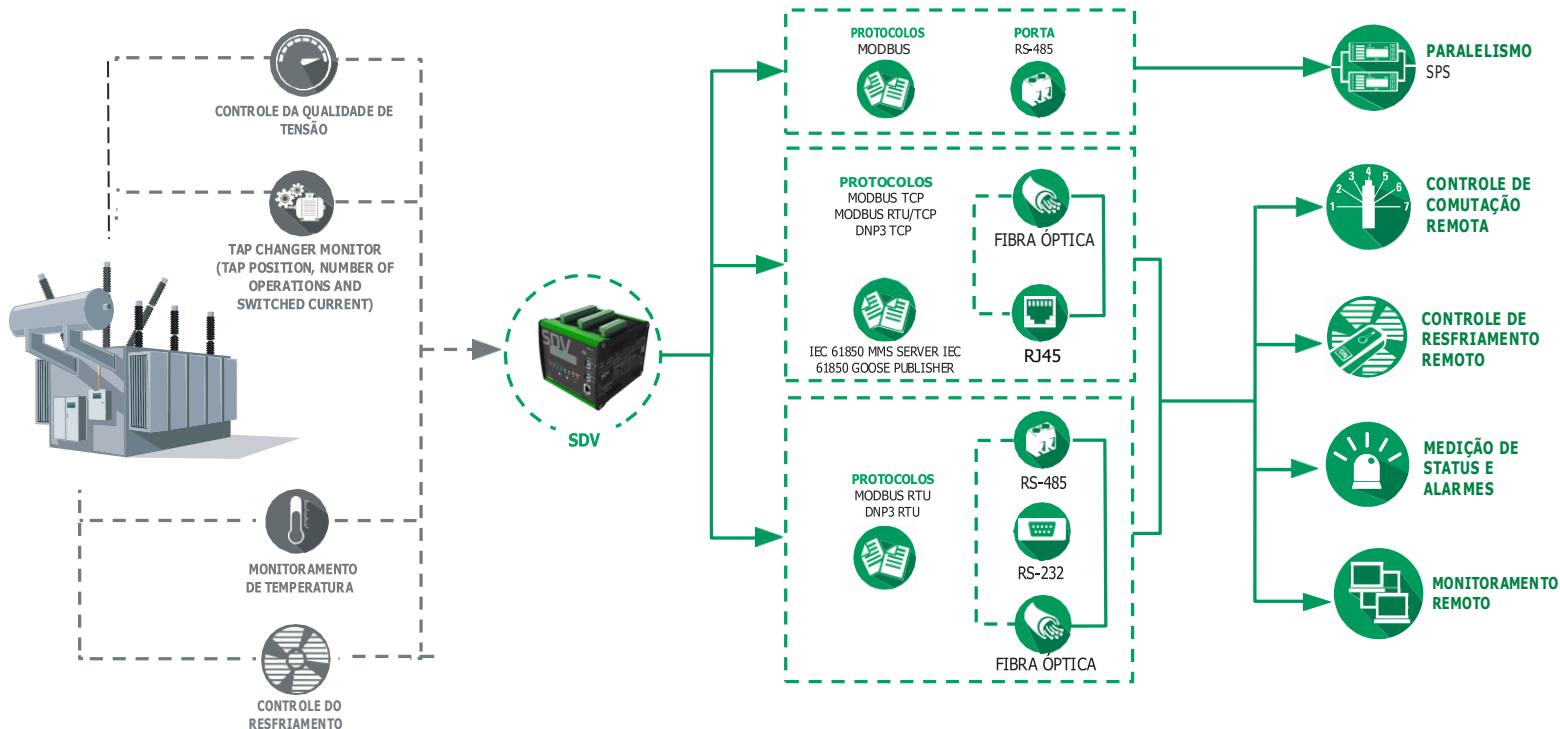 CONTROLE DA QUALIDADE DE
TENSÃO
TAP CHANGER MONITOR
(TAP POSITION, NUMBER OF
OPERATIONS AND
SWITCHED CURRENT)
MONITORAMENTO
DE TEMPERATURA
CONTROLE DO
RESFRIAMENTO
SDV
SDV
PROTOCOLOS
MODBUS
PORTA
RS-485
PROTOCOLOS
MODBUS TCP
MODBUS RTU/TCP
DNP3 TCP
IEC 61850 MMS SERVER IEC
61850 GOOSE PUBLISHER
FIBRA ÓPTICA
RJ45
PROTOCOLOS
MODBUS RTU
DNP3 RTU
RS-485
RS-232
FIBRA ÓPTICA
PARALELISMO
SPS
1 2 3 4 5 6 7
CONTROLE DE
COMUTAÇÃO
REMOTA
ON
CONTROLE DE
RESFRIAMENTO
REMOTO
MEDIÇÃO DE
STATUS E
ALARMES
MONITORAMENTO
REMOTO